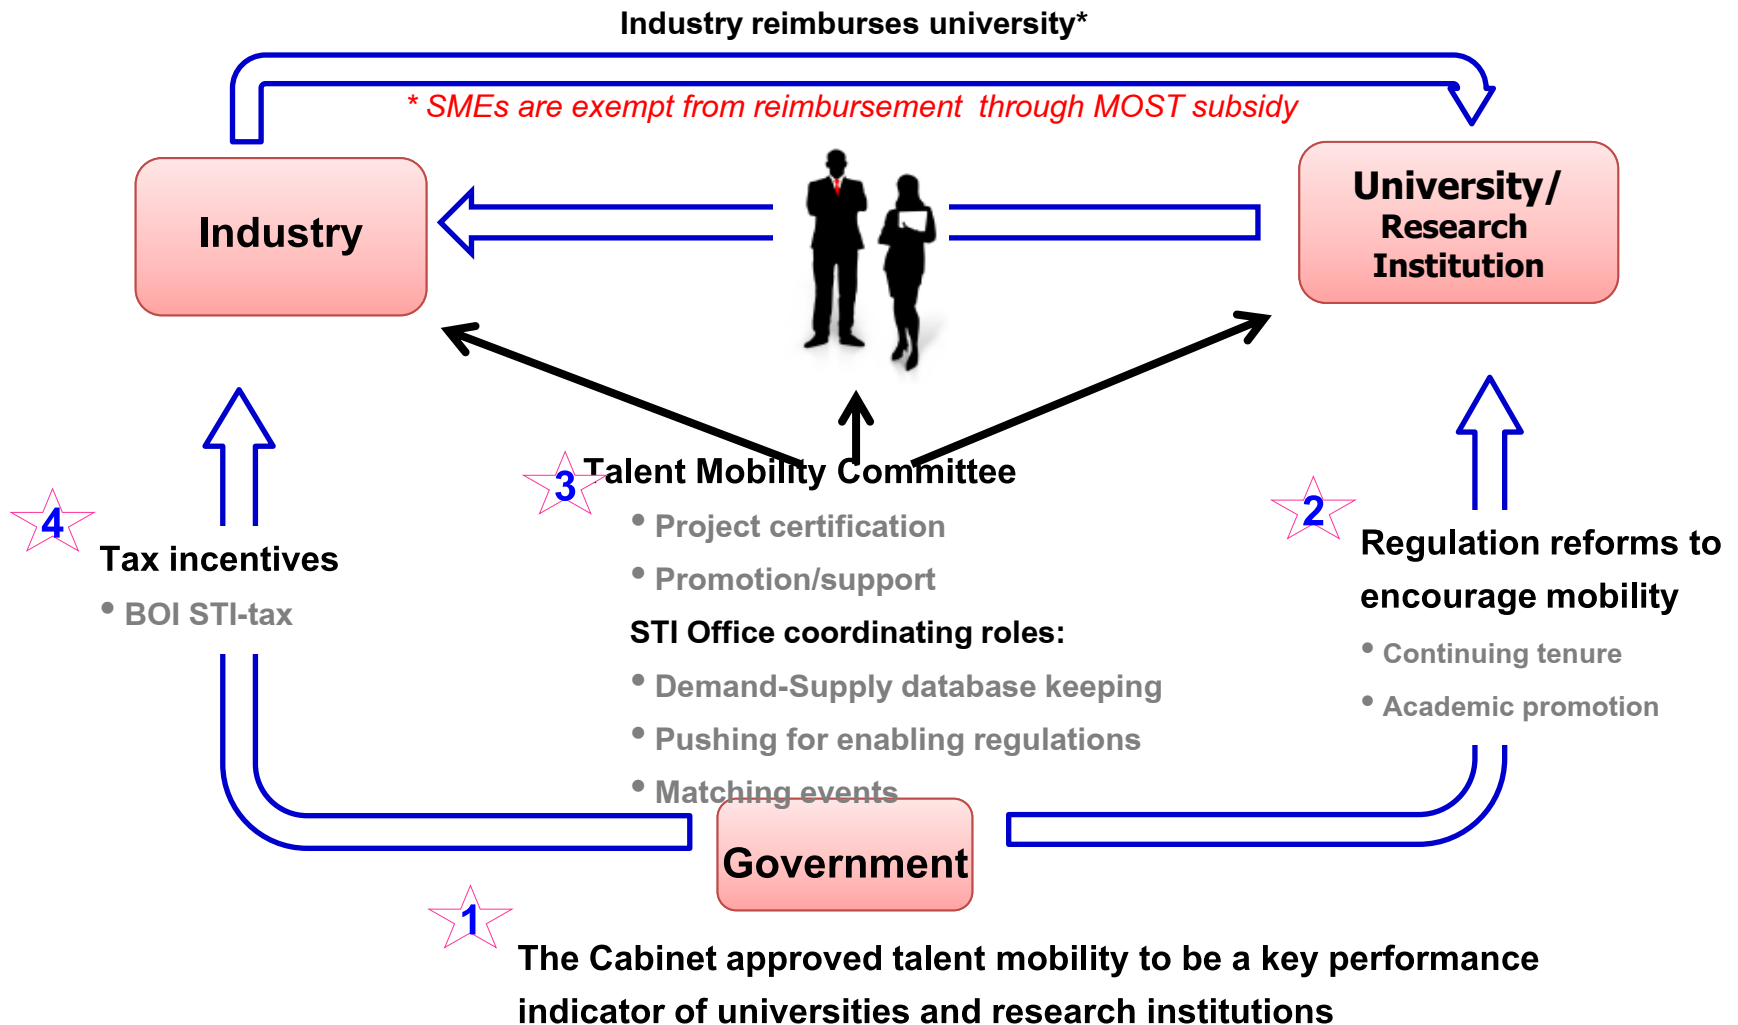 Industry reimburses university*
* SMEs are exempt from reimbursement through MOST subsidy
Industry
University/
Research
Institution
3
Talent Mobility Committee
• Project certification
• Promotion/support
STI Office coordinating roles:
• Demand-Supply database keeping
• Pushing for enabling regulations
• Matching events
4
Tax incentives
• BOI STI-tax
2
Regulation reforms to
encourage mobility
• Continuing tenure
• Academic promotion
Government
1
The Cabinet approved talent mobility to be a key performance
indicator of universities and research institutions